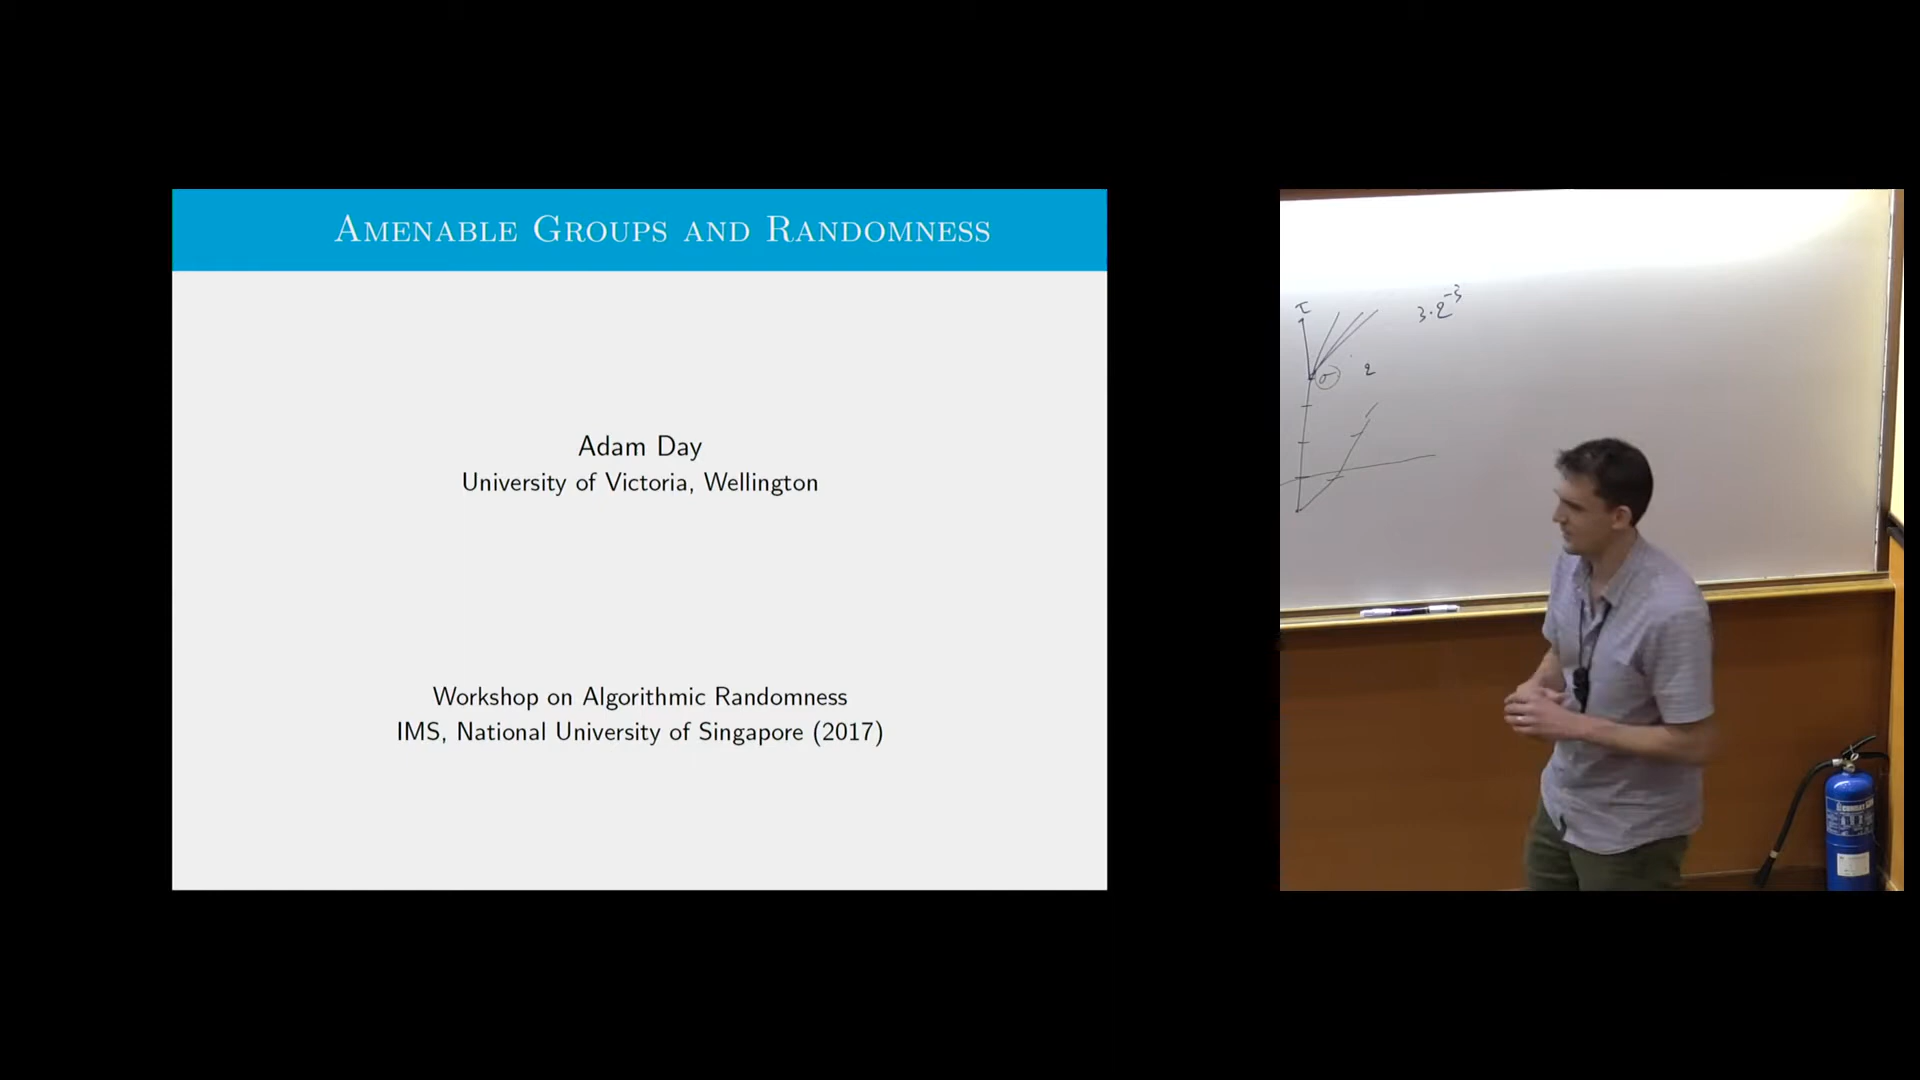 Amenable Groups and Randomness
Adam Day
University of Victoria, Wellington
Workshop on Algorithmic Randomness
IMS, National University of Singapore (2017)
τ
3·2⁻³
σ
2